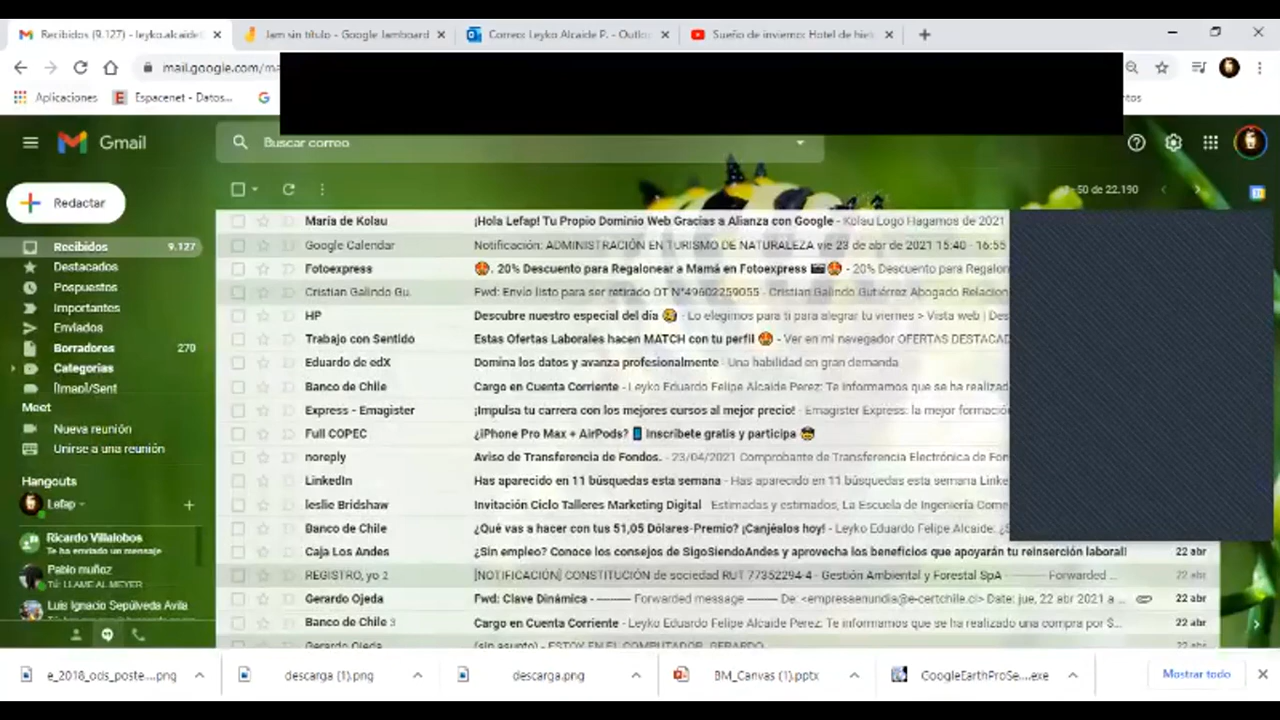 Recibidos (9.127) - leyko.alcaide
Jam sin título - Google Jamboard
Correo: Leyko Alcaide P. - Outlo
Sueño de invierno: Hotel de hiel
mail.google.com/ma
Aplicaciones
Espacenet - Datos...
tos
Gmail
Buscar correo
Redactar
-50 de 22.190
Recibidos 9.127
Destacados
Pospuestos
Importantes
Enviados
Borradores 270
Categorías
[Imap]/Sent
Meet
Nueva reunión
Unirse a una reunión
Hangouts
Lefap
Ricardo Villalobos
Te ha enviado un mensaje
Pablo muñoz
Tú: LLAME AL MEYER
Luis Ignacio Sepúlveda Avila
María de Kolau ¡Hola Lefap! Tu Propio Dominio Web Gracias a Alianza con Google - Kolau Logo Hagamos de 2021
Google Calendar Notificación: ADMINISTRACIÓN EN TURISMO DE NATURALEZA vie 23 de abr de 2021 15:40 - 16:55
Fotoexpress 🥵. 20% Descuento para Regalonear a Mamá en Fotoexpress 📷🥵 - 20% Descuento para Regalon
Cristian Galindo Gu. Fwd: Envío listo para ser retirado OT N°49602259055 - Cristian Galindo Gutiérrez Abogado Relacion
HP Descubre nuestro especial del día - Lo elegimos para ti para alegrar tu viernes > Vista web | Des
Trabajo con Sentido Estas Ofertas Laborales hacen MATCH con tu perfil - Ver en mi navegador OFERTAS DESTACAD
Eduardo de edX Domina los datos y avanza profesionalmente - Una habilidad en gran demanda
Banco de Chile Cargo en Cuenta Corriente - Leyko Eduardo Felipe Alcaide Perez: Te informamos que se ha realizad
Express - Emagister ¡Impulsa tu carrera con los mejores cursos al mejor precio! - Emagister Express: la mejor formación
Full COPEC ¿iPhone Pro Max + AirPods? 📱 Inscríbete gratis y participa 😎
noreply Aviso de Transferencia de Fondos. - 23/04/2021 Comprobante de Transferencia Electrónica de Fon
LinkedIn Has aparecido en 11 búsquedas esta semana - Has aparecido en 11 búsquedas esta semana Linke
leslie Bridshaw Invitación Ciclo Talleres Marketing Digital - Estimadas y estimados, La Escuela de Ingeniería Come
Banco de Chile ¿Qué vas a hacer con tus 51,05 Dólares-Premio? ¡Canjéalos hoy! - Leyko Eduardo Felipe Alcaide: ¿S
Caja Los Andes ¿Sin empleo? Conoce los consejos de SigoSiendoAndes y aprovecha los beneficios que apoyarán tu reinserción laboral! 22 abr
REGISTRO, yo 2 [NOTIFICACIÓN] CONSTITUCIÓN de sociedad RUT 77352294-4 - Gestión Ambiental y Forestal SpA - ---------- Forwarded ... 22 abr
Gerardo Ojeda Fwd: Clave Dinámica - ---------- Forwarded message --------- De: <empresaenundia@e-certchile.cl> Date: jue, 22 abr 2021 a ... 22 abr
Banco de Chile 3 Cargo en Cuenta Corriente - Leyko Eduardo Felipe Alcaide Perez: Te informamos que se ha realizado una compra por $... 22 abr
Gerardo Ojeda (sin asunto) - ESTOY EN EL COMPUTADOR, GERARDO
e_2018_ods_poste....png
descarga (1).png
descarga.png
BM_Canvas (1).pptx
GoogleEarthProSe....exe
Mostrar todo